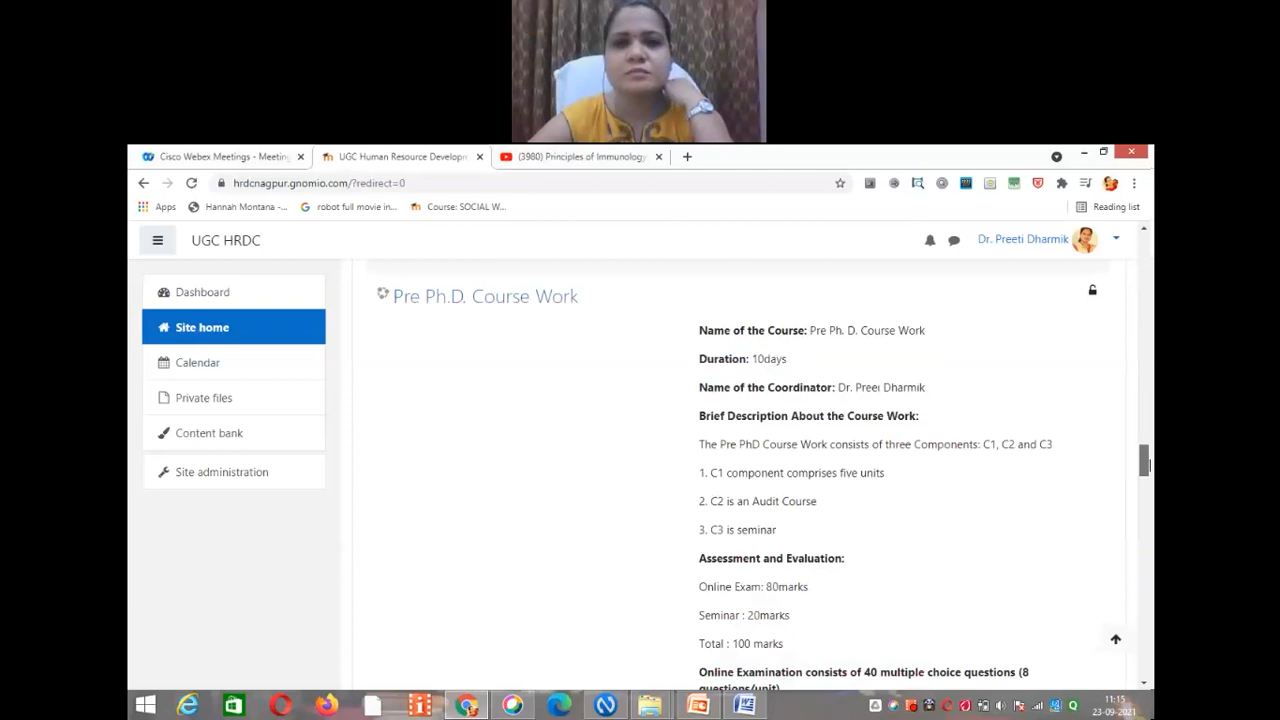 Cisco Webex Meetings - Meeting
UGC Human Resource Developm
(3980) Principles of Immunology
hrdcnagpur.gnomio.com/?redirect=0
Apps
Hannah Montana -...
robot full movie in...
Course: SOCIAL W...
Reading list
UGC HRDC
Dr. Preeti Dharmik
Dashboard
Site home
Calendar
Private files
Content bank
Site administration
Pre Ph.D. Course Work
Name of the Course: Pre Ph. D. Course Work
Duration: 10days
Name of the Coordinator: Dr. Preei Dharmik
Brief Description About the Course Work:
The Pre PhD Course Work consists of three Components: C1, C2 and C3
1. C1 component comprises five units
2. C2 is an Audit Course
3. C3 is seminar
Assessment and Evaluation:
Online Exam: 80marks
Seminar : 20marks
Total : 100 marks
Online Examination consists of 40 multiple choice questions (8
questions/unit)
11:15
23-09-2021